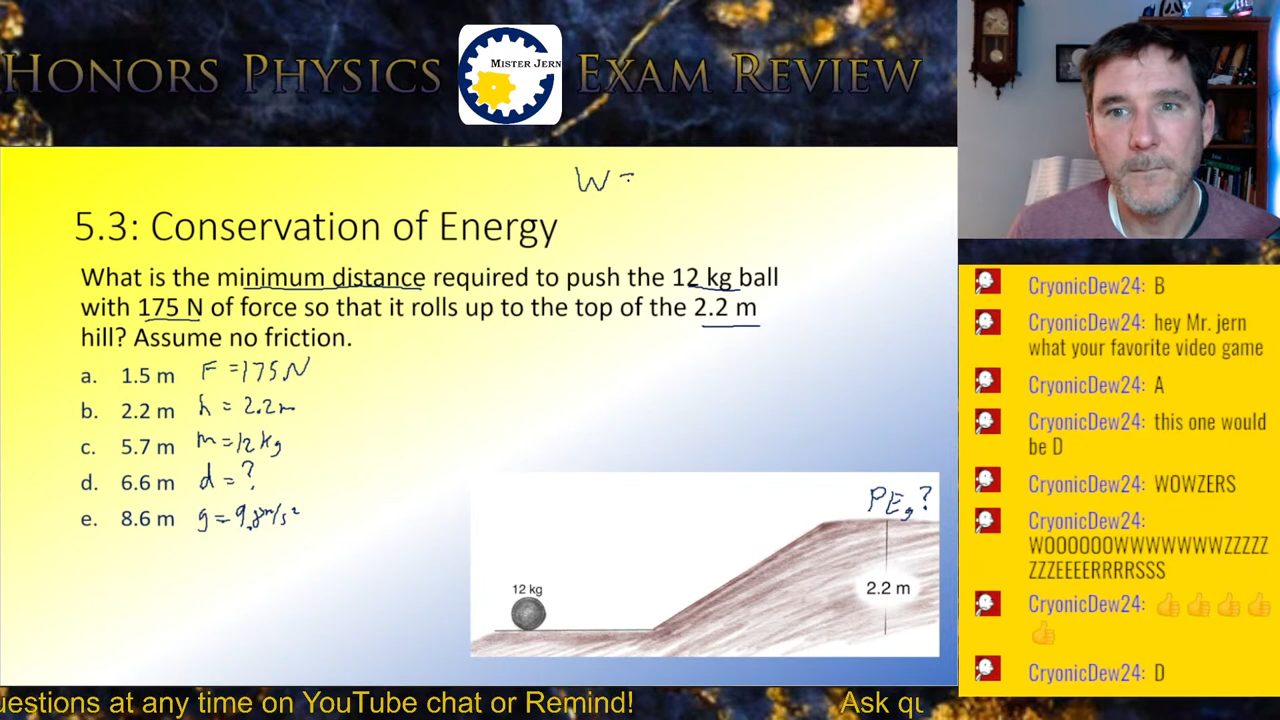 HONORS PHYSICS
MISTER JERN
EXAM REVIEW
W =
5.3: Conservation of Energy
What is the minimum distance required to push the 12 kg ball
with 175 N of force so that it rolls up to the top of the 2.2 m
hill? Assume no friction.
a. 1.5 m F = 175 N
b. 2.2 m h = 2.2m
c. 5.7 m m = 12 kg
d. 6.6 m d = ?
e. 8.6 m g = 9.8 m/s²
PEg?
12 kg
2.2 m
CryonicDew24: B
CryonicDew24: hey Mr. jern
what your favorite video game
CryonicDew24: A
CryonicDew24: this one would
be D
CryonicDew24: WOWZERS
CryonicDew24:
WOOOOOOWWWWWWWZZZZZ
ZZZEEEERRRRSSS
CryonicDew24: 👍👍👍👍
👍
CryonicDew24: D
uestions at any time on YouTube chat or Remind! Ask qu